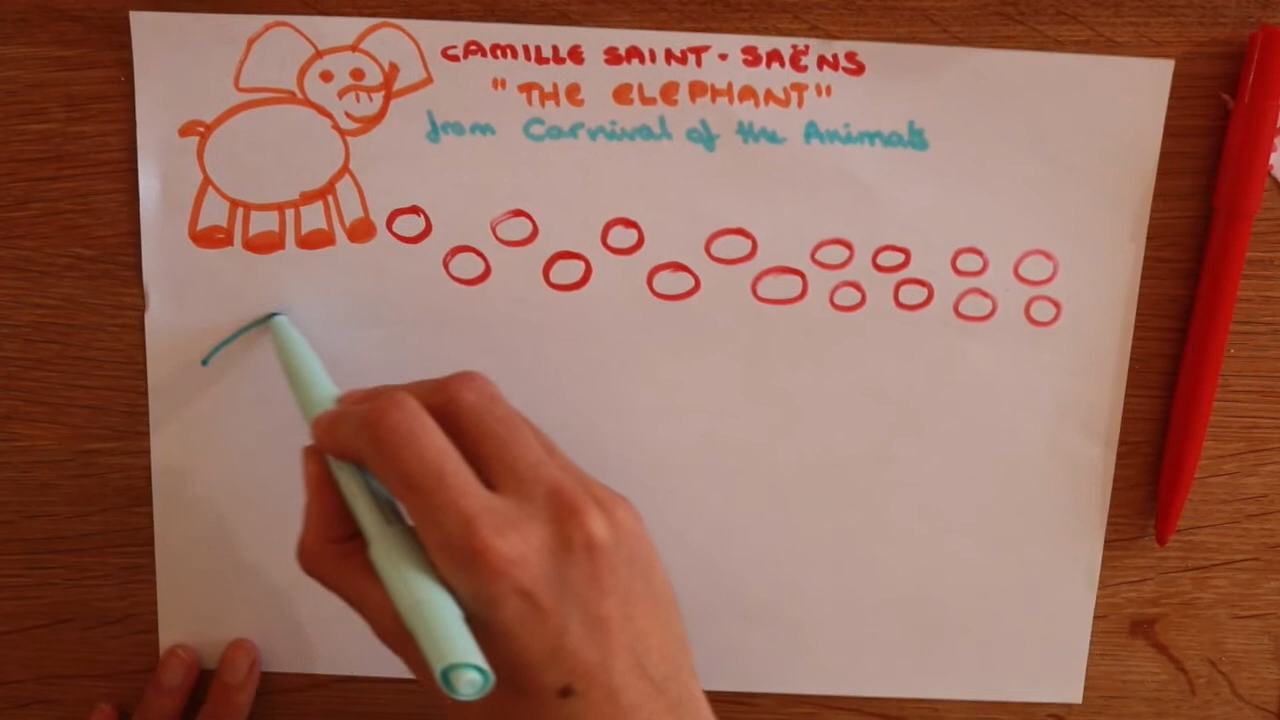 CAMILLE SAINT-SAËNS
"THE ELEPHANT"
from Carnival of the Animals